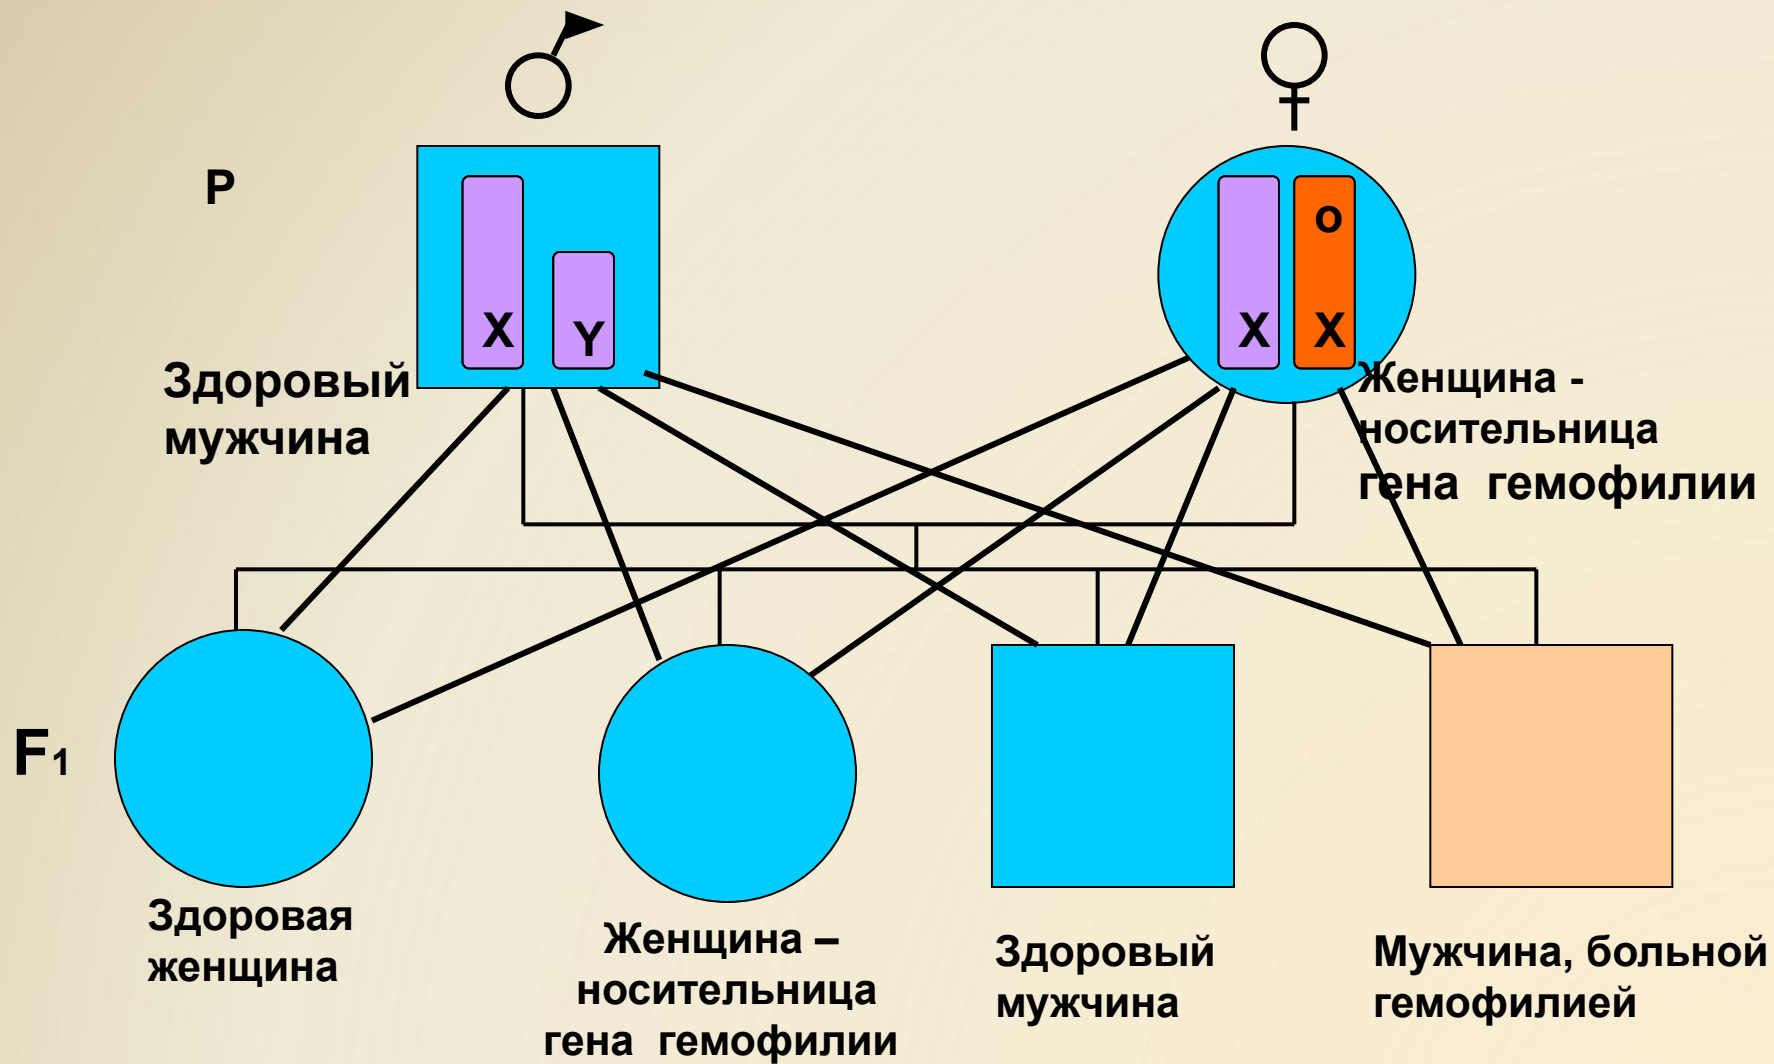 P
X
Y
X
о
X
Здоровый
мужчина
Женщина -
носительница
гена гемофилии
F1
Здоровая
женщина
Женщина –
носительница
гена гемофилии
Здоровый
мужчина
Мужчина, больной
гемофилией